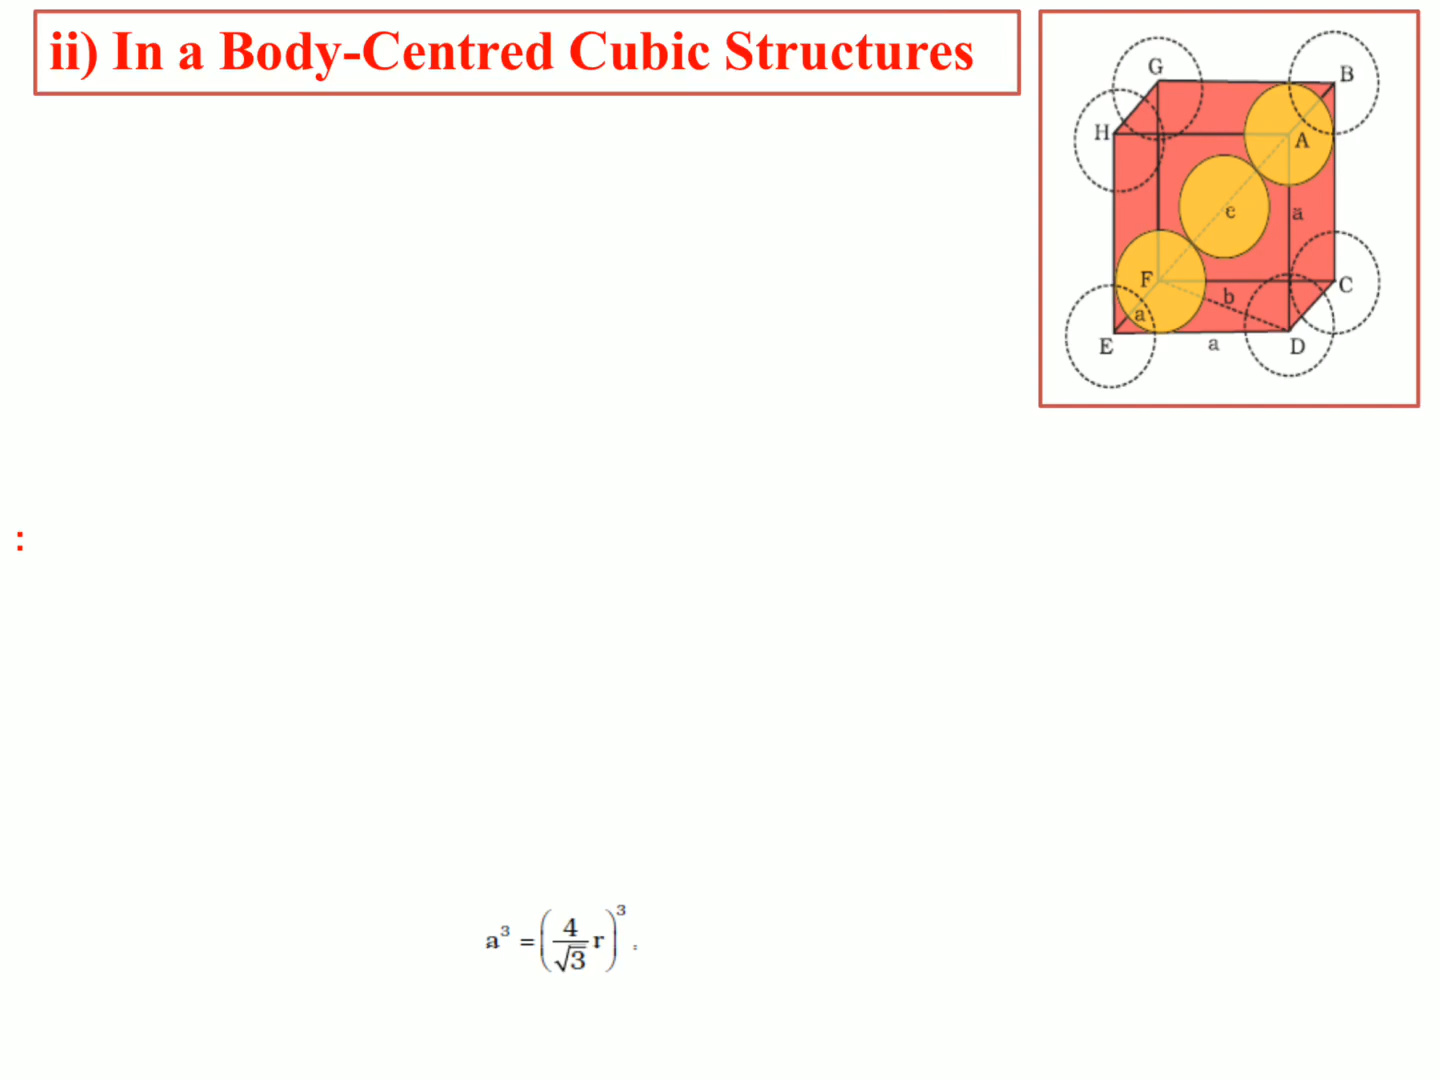 ii) In a Body-Centred Cubic Structures
G
B
H
A
c
a
F
C
b
a
E
a
D
:
a³ = (4/√3 r)³.